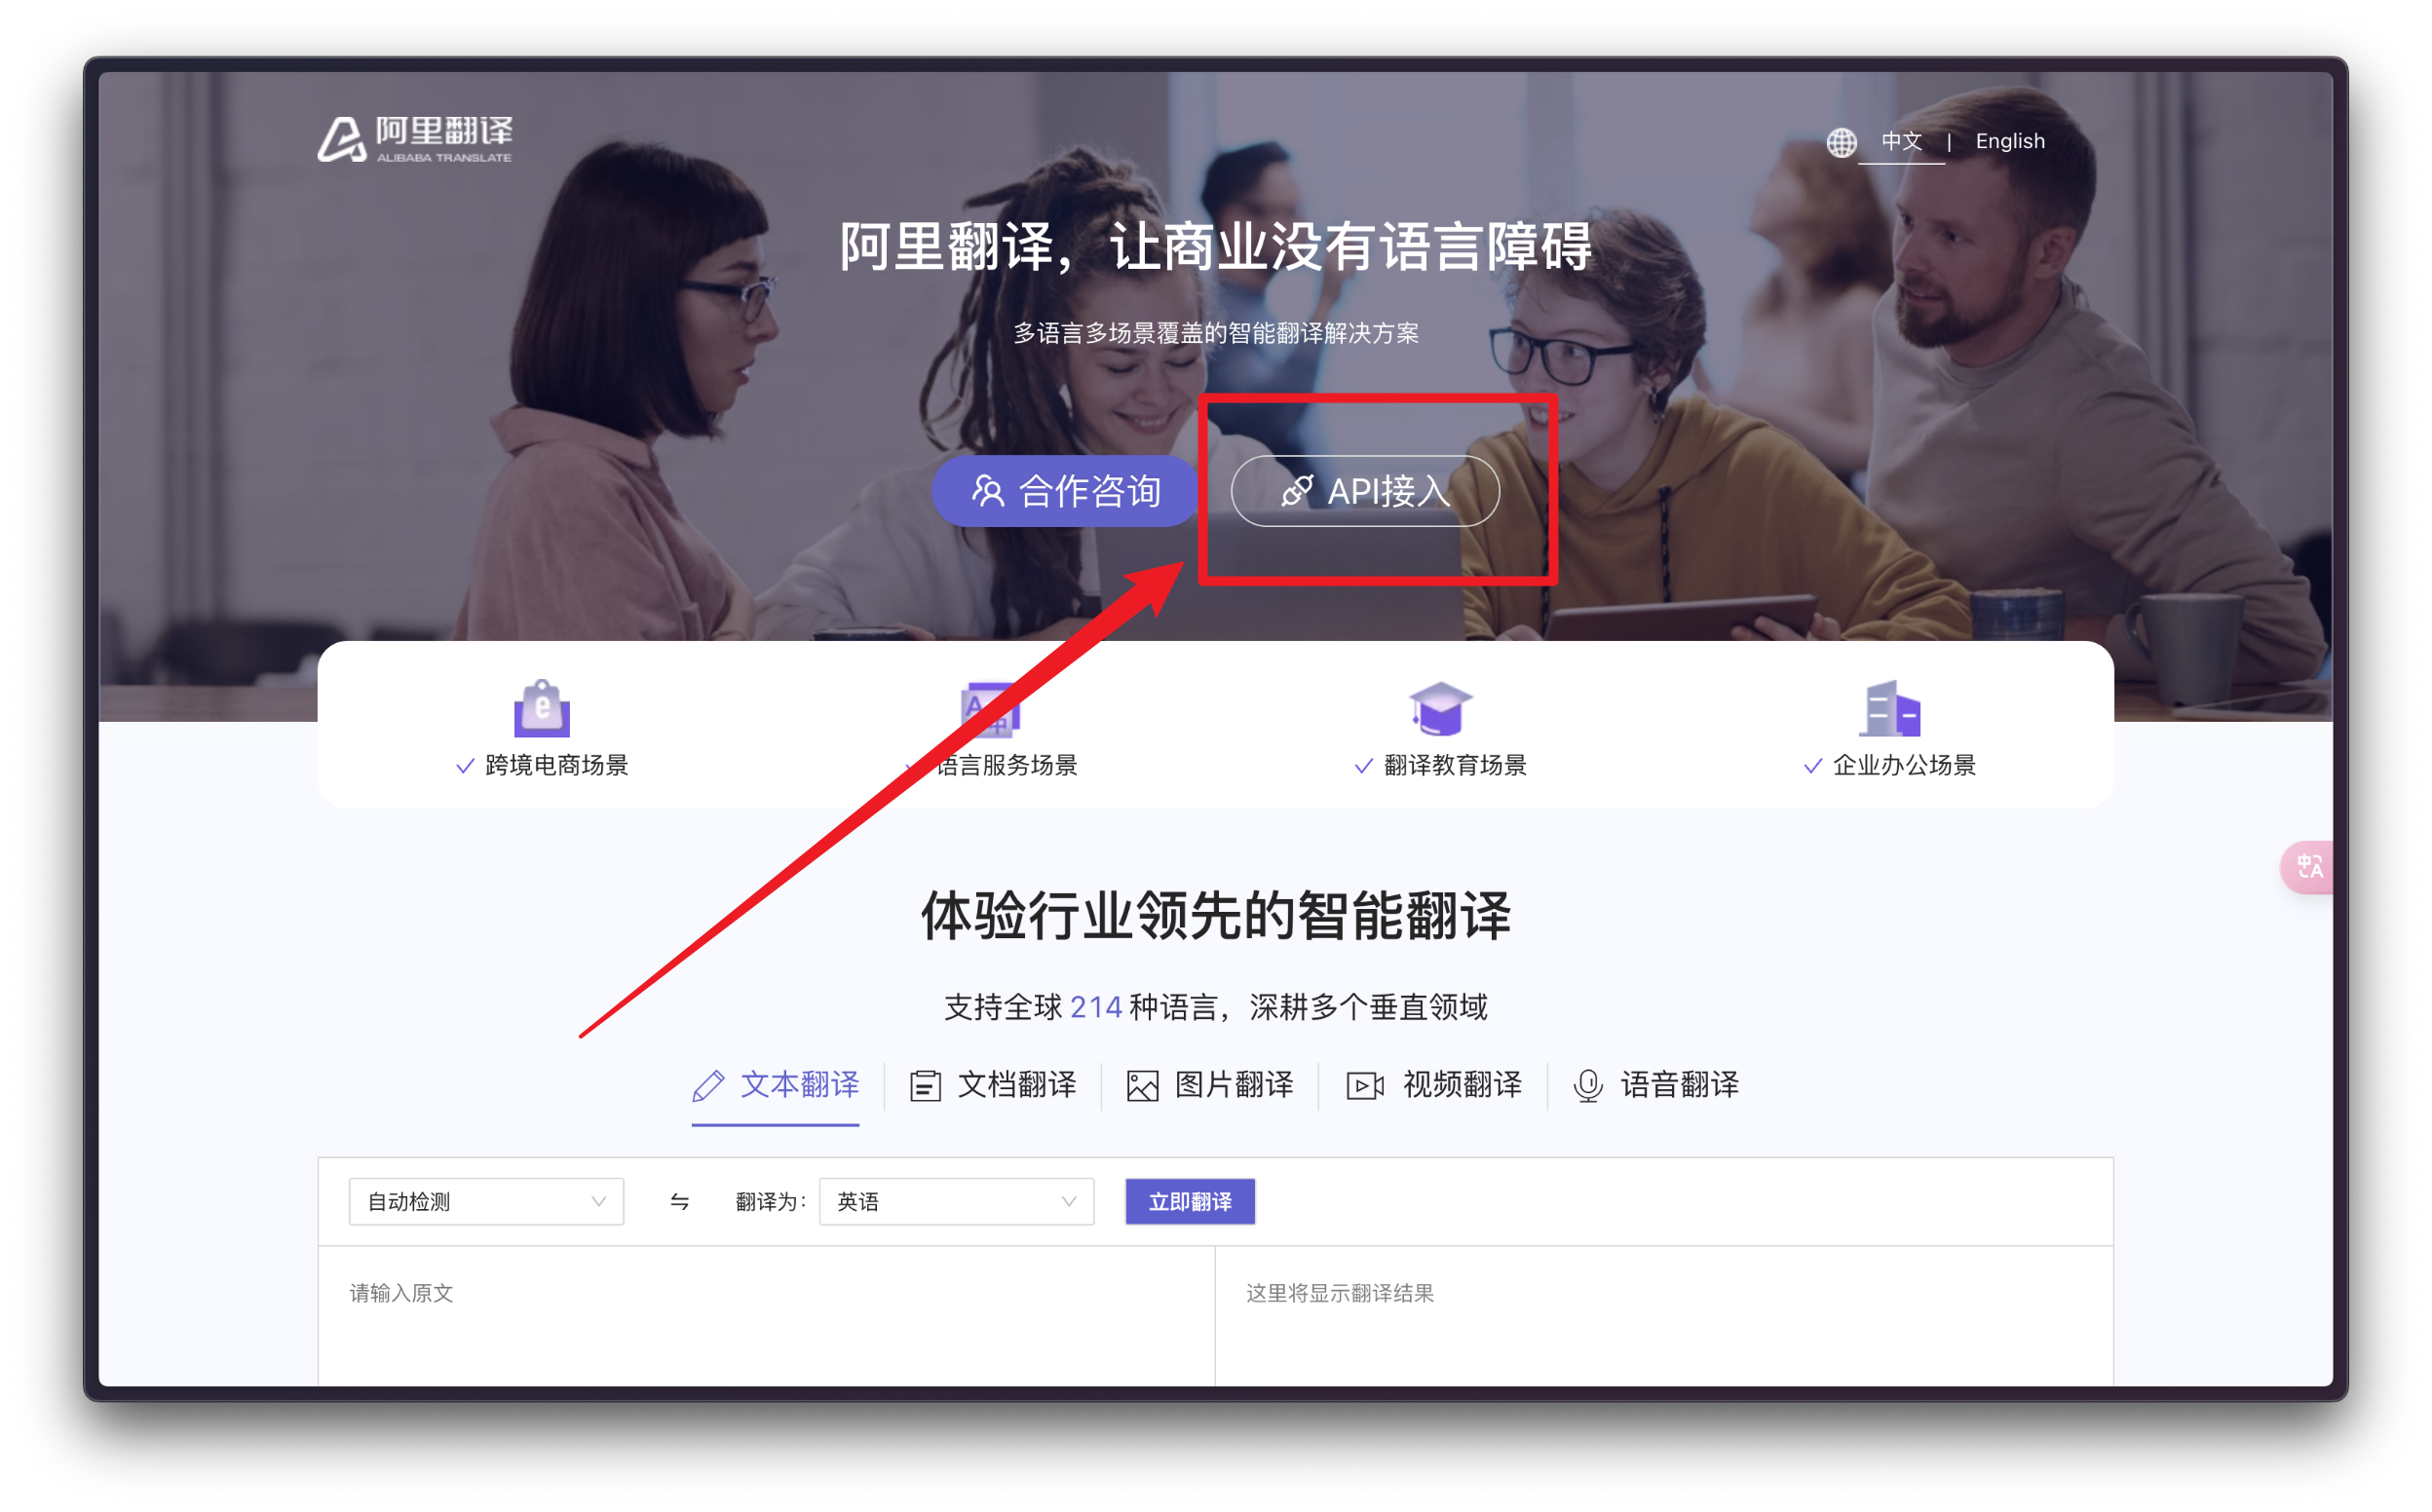 阿里翻译
ALIBABA TRANSLATE
中文 | English
阿里翻译，让商业没有语言障碍
多语言多场景覆盖的智能翻译解决方案
合作咨询
API接入
跨境电商场景
语言服务场景
翻译教育场景
企业办公场景
体验行业领先的智能翻译
支持全球 214 种语言，深耕多个垂直领域
文本翻译
文档翻译
图片翻译
视频翻译
语音翻译
自动检测
翻译为：
英语
立即翻译
请输入原文
这里将显示翻译结果